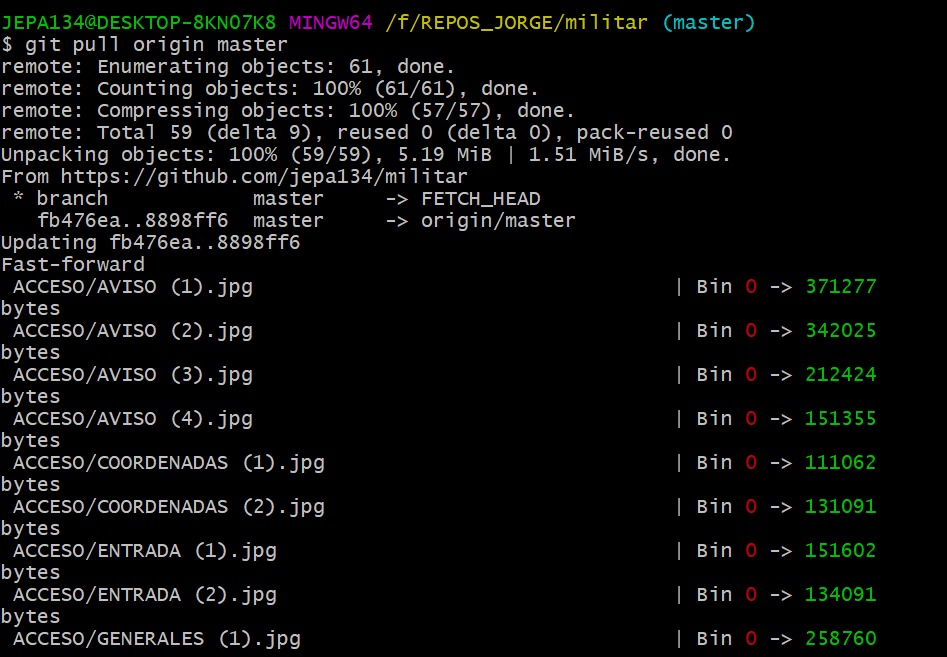 JEPA134@DESKTOP-8KNO7K8 MINGW64 /f/REPOS_JORGE/militar (master)
$ git pull origin master
remote: Enumerating objects: 61, done.
remote: Counting objects: 100% (61/61), done.
remote: Compressing objects: 100% (57/57), done.
remote: Total 59 (delta 9), reused 0 (delta 0), pack-reused 0
Unpacking objects: 100% (59/59), 5.19 MiB | 1.51 MiB/s, done.
From https://github.com/jepa134/militar
 * branch            master     -> FETCH_HEAD
   fb476ea..8898ff6  master     -> origin/master
Updating fb476ea..8898ff6
Fast-forward
 ACCESO/AVISO (1).jpg | Bin 0 -> 371277
bytes
 ACCESO/AVISO (2).jpg | Bin 0 -> 342025
bytes
 ACCESO/AVISO (3).jpg | Bin 0 -> 212424
bytes
 ACCESO/AVISO (4).jpg | Bin 0 -> 151355
bytes
 ACCESO/COORDENADAS (1).jpg | Bin 0 -> 111062
bytes
 ACCESO/COORDENADAS (2).jpg | Bin 0 -> 131091
bytes
 ACCESO/ENTRADA (1).jpg | Bin 0 -> 151602
bytes
 ACCESO/ENTRADA (2).jpg | Bin 0 -> 134091
bytes
 ACCESO/GENERALES (1).jpg | Bin 0 -> 258760